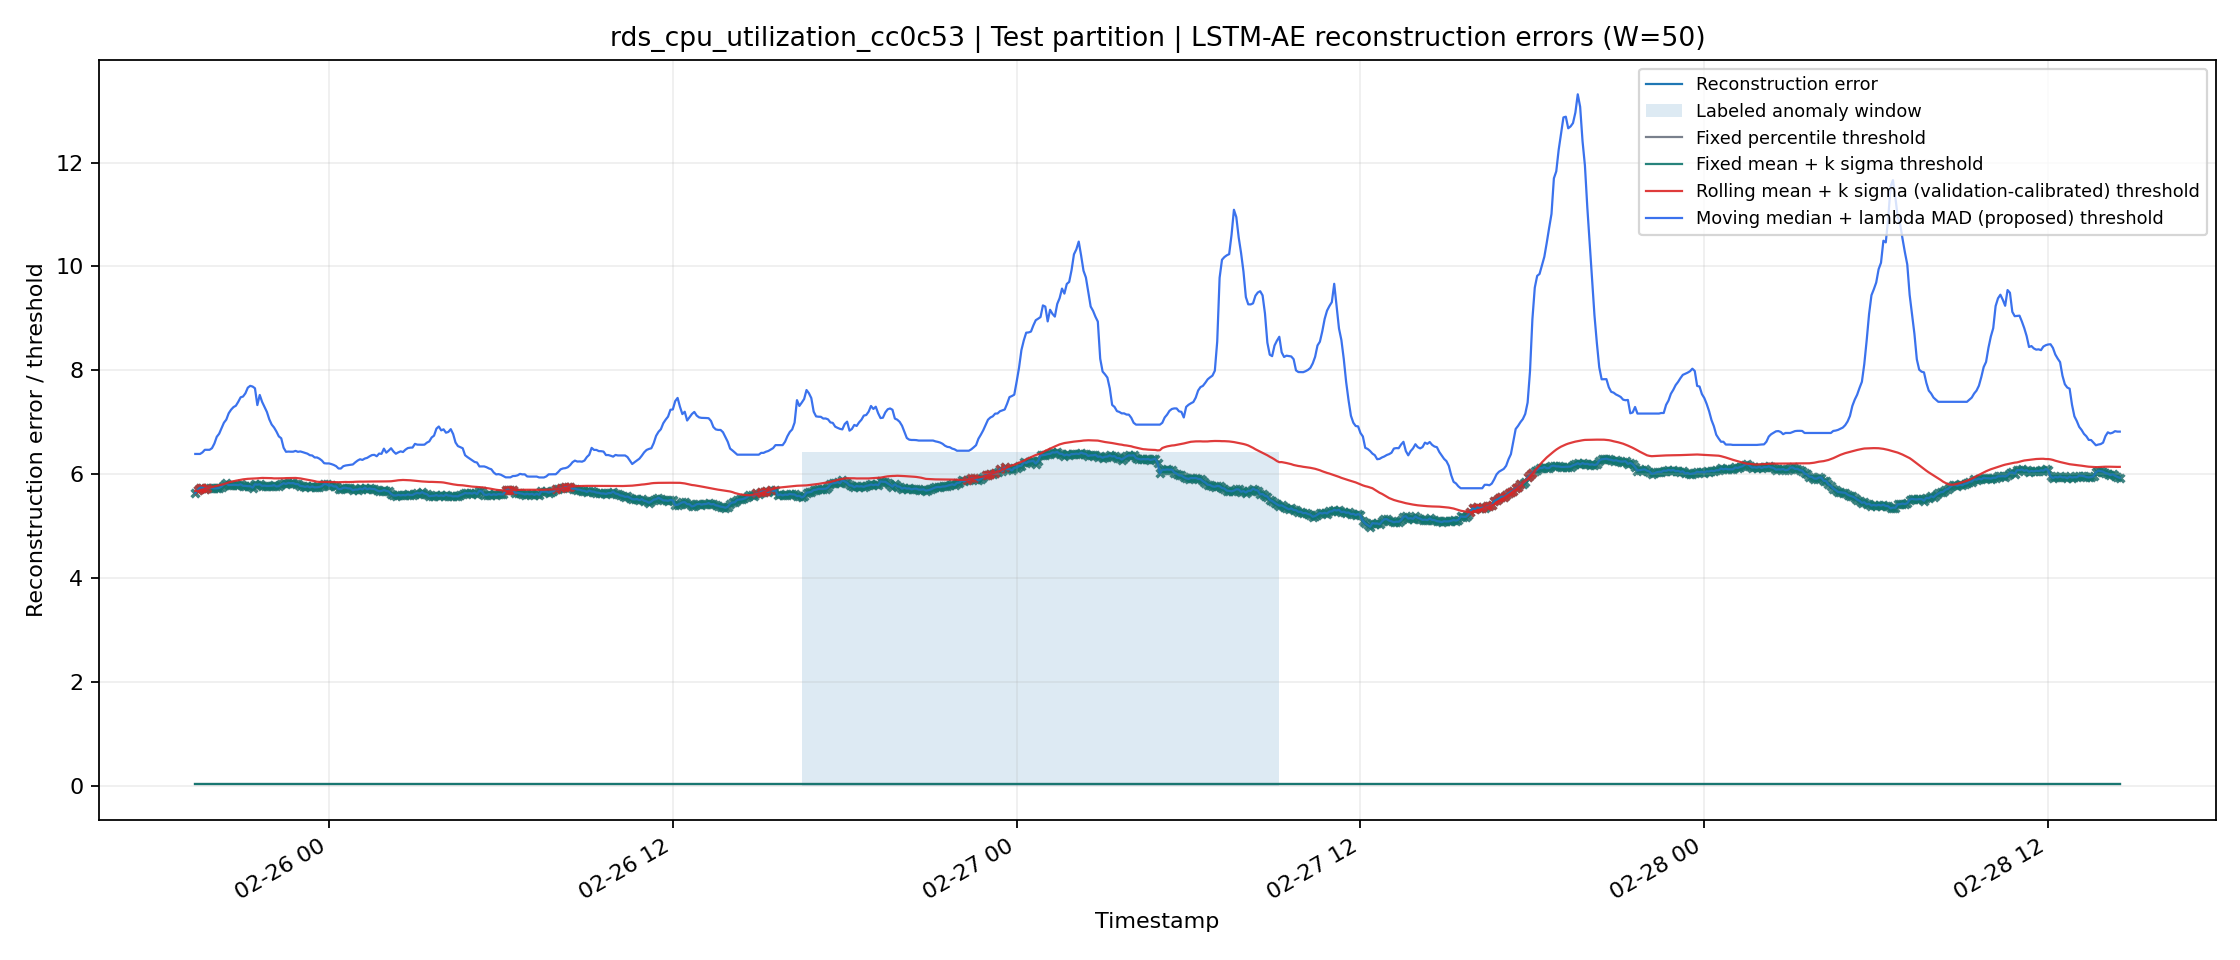 rds_cpu_utilization_cc0c53 | Test partition | LSTM-AE reconstruction errors (W=50)
Reconstruction error
Labeled anomaly window
Fixed percentile threshold
Fixed mean + k sigma threshold
Rolling mean + k sigma (validation-calibrated) threshold
Moving median + lambda MAD (proposed) threshold
Reconstruction error / threshold
12
10
8
6
4
2
0
02-26 00
02-26 12
02-27 00
02-27 12
02-28 00
02-28 12
Timestamp